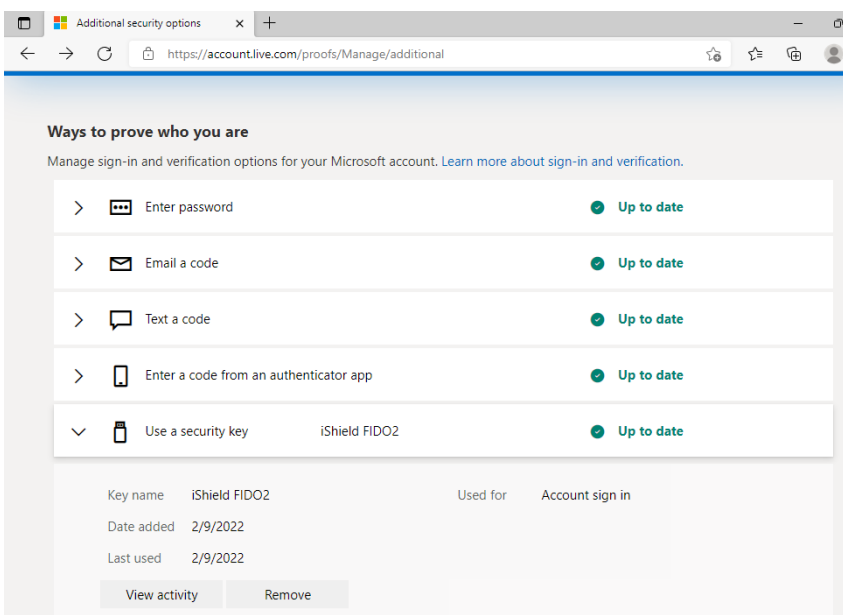 Additional security options
https://account.live.com/proofs/Manage/additional
Ways to prove who you are
Manage sign-in and verification options for your Microsoft account. Learn more about sign-in and verification.
Enter password Up to date
Email a code Up to date
Text a code Up to date
Enter a code from an authenticator app Up to date
Use a security key iShield FIDO2 Up to date
Key name iShield FIDO2 Used for Account sign in
Date added 2/9/2022
Last used 2/9/2022
View activity Remove